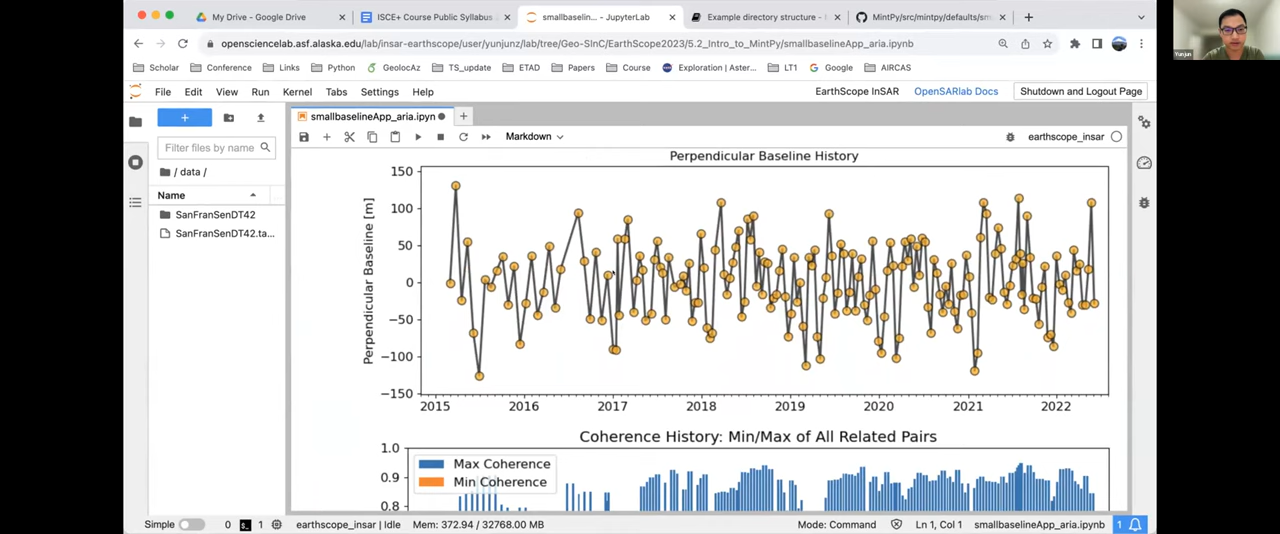 My Drive - Google Drive
ISCE+ Course Public Syllabus
smallbaselin… - JupyterLab
Example directory structure -
MintPy/src/mintpy/defaults/sm
opensciencelab.asf.alaska.edu/lab/insar-earthscope/user/yunjunz/lab/tree/Geo-SInC/EarthScope2023/5.2_Intro_to_MintPy/smallbaselineApp_aria.ipynb
Scholar
Conference
Links
Python
GeolocAz
TS_update
ETAD
Papers
Course
Exploration | Aster...
LT1
Google
AIRCAS
File
Edit
View
Run
Kernel
Tabs
Settings
Help
EarthScope InSAR
OpenSARlab Docs
Shutdown and Logout Page
smallbaselineApp_aria.ipyn
Filter files by name
/ data /
Name
SanFranSenDT42
SanFranSenDT42.ta...
Markdown
earthscope_insar
Perpendicular Baseline History
Perpendicular Baseline [m]
150
100
50
0
−50
−100
−150
2015 2016 2017 2018 2019 2020 2021 2022
Coherence History: Min/Max of All Related Pairs
1.0
0.9
0.8
Max Coherence
Min Coherence
Simple
0
1
earthscope_insar | Idle
Mem: 372.94 / 32768.00 MB
Mode: Command
Ln 1, Col 1
smallbaselineApp_aria.ipynb
1
Yunjun